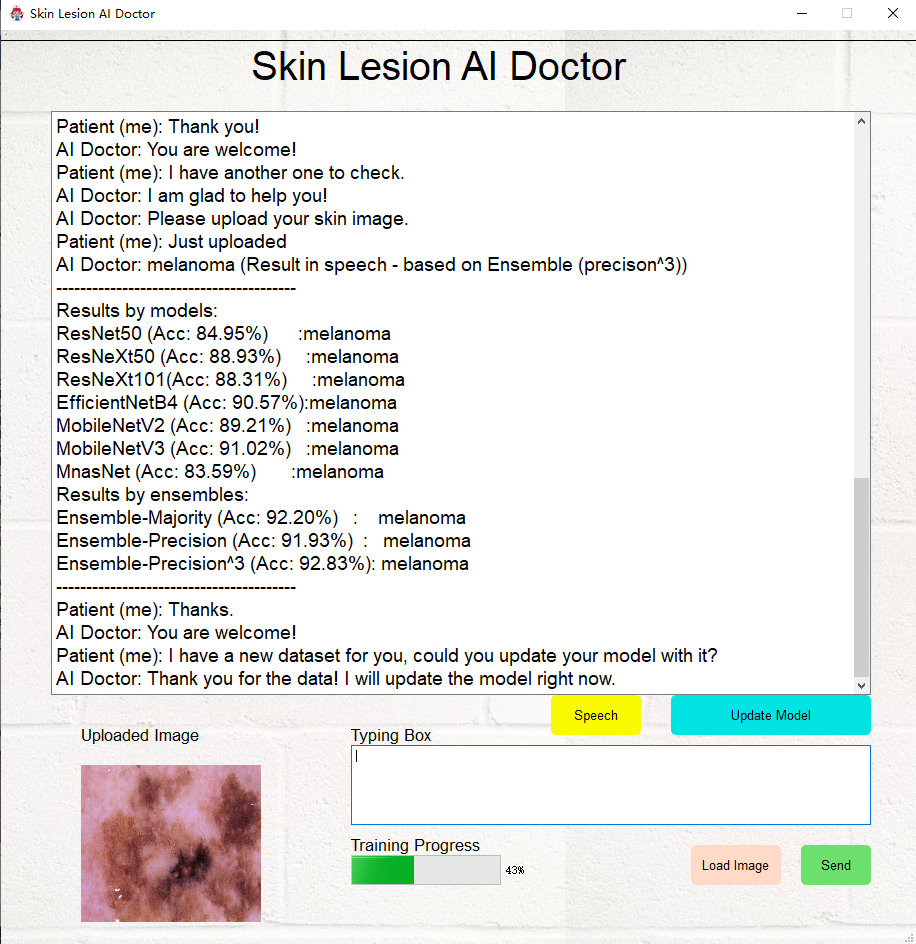 Skin Lesion AI Doctor
Skin Lesion AI Doctor
Patient (me): Thank you!
AI Doctor: You are welcome!
Patient (me): I have another one to check.
AI Doctor: I am glad to help you!
AI Doctor: Please upload your skin image.
Patient (me): Just uploaded
AI Doctor: melanoma (Result in speech - based on Ensemble (precison^3))
----------------------------------------
Results by models:
ResNet50 (Acc: 84.95%) :melanoma
ResNeXt50 (Acc: 88.93%) :melanoma
ResNeXt101(Acc: 88.31%) :melanoma
EfficientNetB4 (Acc: 90.57%):melanoma
MobileNetV2 (Acc: 89.21%) :melanoma
MobileNetV3 (Acc: 91.02%) :melanoma
MnasNet (Acc: 83.59%) :melanoma
Results by ensembles:
Ensemble-Majority (Acc: 92.20%) : melanoma
Ensemble-Precision (Acc: 91.93%) : melanoma
Ensemble-Precision^3 (Acc: 92.83%): melanoma
----------------------------------------
Patient (me): Thanks.
AI Doctor: You are welcome!
Patient (me): I have a new dataset for you, could you update your model with it?
AI Doctor: Thank you for the data! I will update the model right now.
Speech
Update Model
Uploaded Image
Typing Box
Training Progress
43%
Load Image
Send